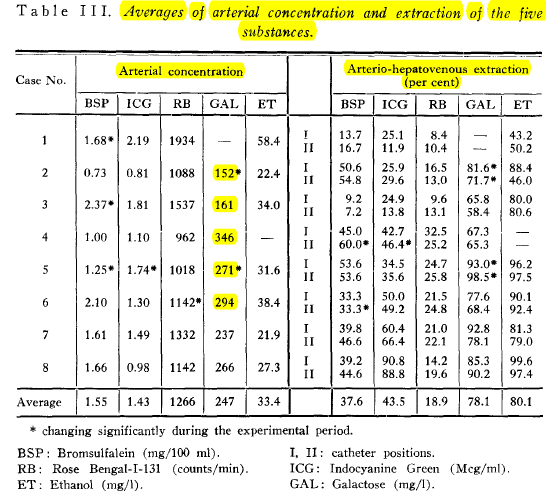 Table III. Averages of arterial concentration and extraction of the five
substances.
Case No. Arterial concentration Arterio-hepatovenous extraction
(per cent)
BSP ICG RB GAL ET BSP ICG RB GAL ET
1 1.68* 2.19 1934 — 58.4 I 13.7 25.1 8.4 — 43.2
II 16.7 11.9 10.4 — 50.2
2 0.73 0.81 1088 152* 22.4 I 50.6 25.9 16.5 81.6* 88.4
II 54.8 29.6 13.0 71.7* 46.0
3 2.37* 1.81 1537 161 34.0 I 9.2 24.9 9.6 65.8 80.0
II 7.2 13.8 13.1 58.4 80.6
4 1.00 1.10 962 346 — I 45.0 42.7 32.5 67.3 —
II 60.0* 46.4* 25.2 65.3 —
5 1.25* 1.74* 1018 271* 31.6 I 53.6 34.5 24.7 93.0* 96.2
II 53.6 35.6 25.8 98.5* 97.5
6 2.10 1.30 1142* 294 38.4 I 33.3 50.0 21.5 77.6 90.1
II 33.3* 49.2 24.8 68.4 92.4
7 1.61 1.49 1332 237 21.9 I 39.8 60.4 21.0 92.8 81.3
II 46.6 66.4 22.1 78.1 79.0
8 1.66 0.98 1142 266 27.3 I 39.2 90.8 14.2 85.3 99.6
II 44.6 88.8 19.6 90.2 97.4
Average 1.55 1.43 1266 247 33.4 37.6 43.5 18.9 78.1 80.1
* changing significantly during the experimental period.
BSP: Bromsulfalein (mg/100 ml). I, II: catheter positions.
RB: Rose Bengal-I-131 (counts/min). ICG: Indocyanine Green (Mcg/ml).
ET: Ethanol (mg/l). GAL: Galactose (mg/l).